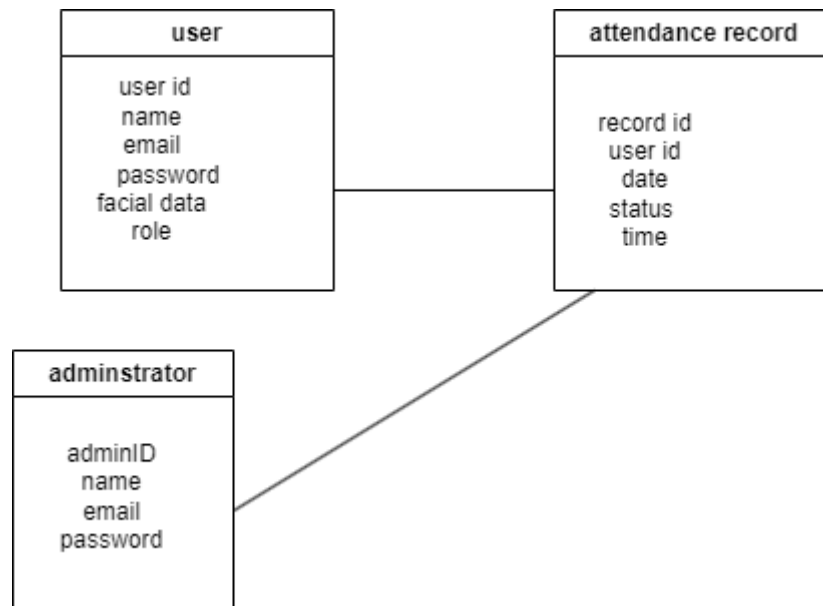 user
user id
name
email
password
facial data
role
attendance record
record id
user id
date
status
time
adminstrator
adminID
name
email
password